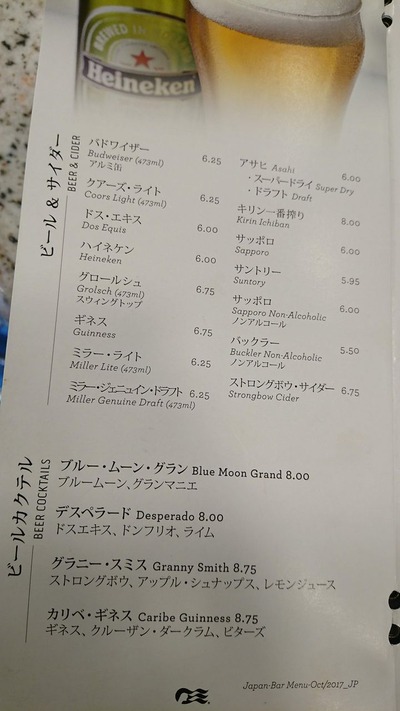 BREWED IN
Heineken
ビール & サイダー
BEER & CIDER
バドワイザー
Budweiser (473ml) 6.25
アルミ缶
クアーズ・ライト
Coors Light (473ml) 6.25
ドス・エキス
Dos Equis 6.00
ハイネケン
Heineken 6.00
グロールシュ
Grolsch (473ml) 6.75
スウィングトップ
ギネス
Guinness 6.75
ミラー・ライト
Miller Lite (473ml) 6.25
ミラー・ジェニュイン・ドラフト 6.25
Miller Genuine Draft (473ml)
アサヒ Asahi 6.00
・スーパードライ Super Dry
・ドラフト Draft
キリン一番搾り 8.00
Kirin Ichiban
サッポロ 6.00
Sapporo
サントリー 5.95
Suntory
サッポロ 6.00
Sapporo Non-Alcoholic
ノンアルコール
バックラー 5.50
Buckler Non-Alcoholic
ノンアルコール
ストロングボウ・サイダー 6.75
Strongbow Cider
ビールカクテル
BEER COCKTAILS
ブルー・ムーン・グラン Blue Moon Grand 8.00
ブルームーン、グランマニエ
デスペラード Desperado 8.00
ドスエキス、ドンフリオ、ライム
グラニー・スミス Granny Smith 8.75
ストロングボウ、アップル・シュナップス、レモンジュース
カリベ・ギネス Caribe Guinness 8.75
ギネス、クルーザン・ダークラム、ビターズ
Japan-Bar Menu-Oct/2017_JP